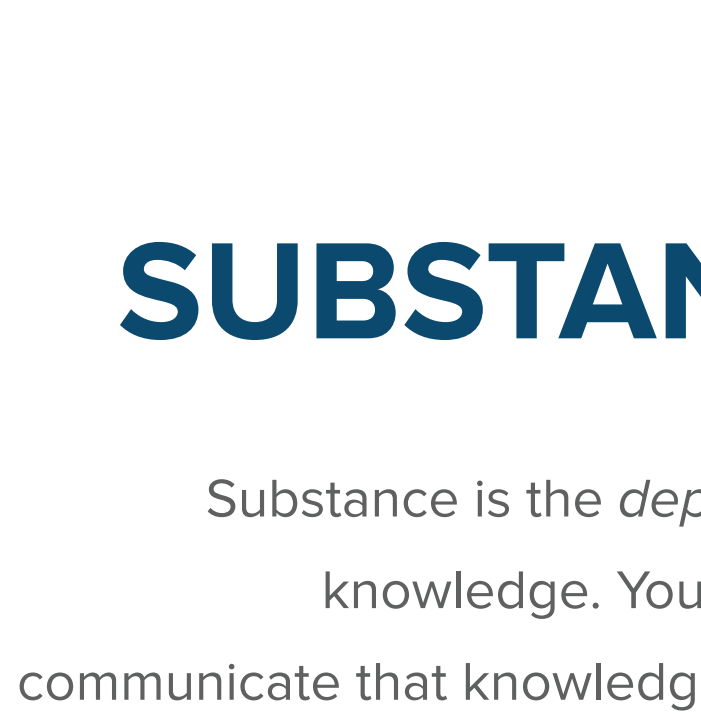 SUBSTAN
Substance is the dep
knowledge. You
communicate that knowledg